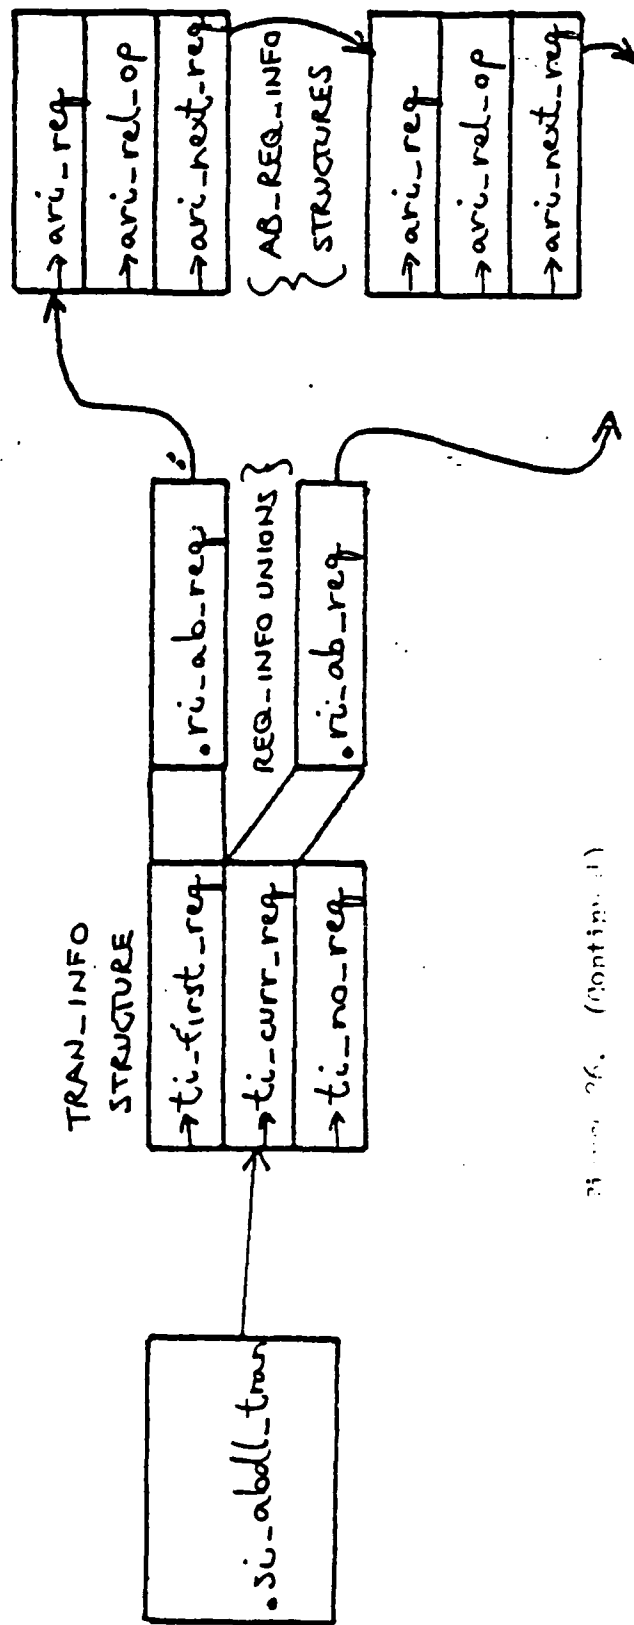 .si_abdl_tran
TRAN_INFO
STRUCTURE
→ti_first_req
→ti_curr_req
→ti_no_req
.ri_ab_req
REQ_INFO UNIONS
.ri_ab_req
→ari_req
→ari_rel_op
→ari_next_req
AB_REQ_INFO
STRUCTURES
→ari_req
→ari_rel_op
→ari_next_req
26. (Continued)